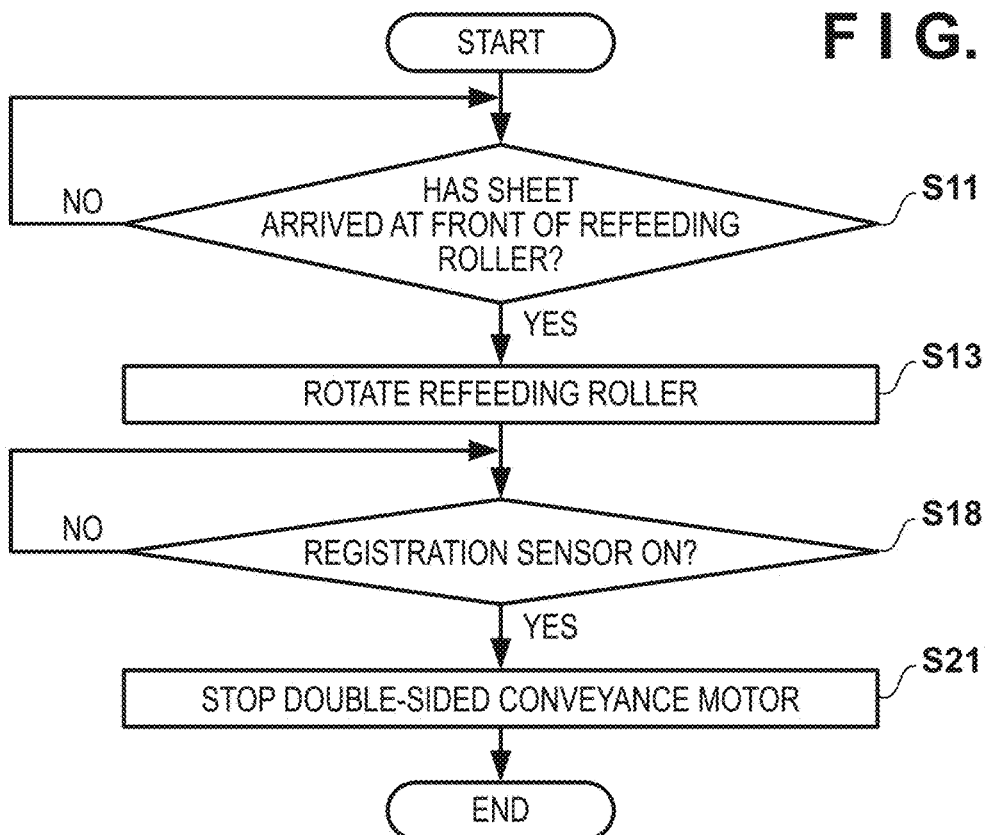 F I G.
START
HAS SHEET
ARRIVED AT FRONT OF REFEEDING
ROLLER?
S11
NO
YES
ROTATE REFEEDING ROLLER
S13
REGISTRATION SENSOR ON?
S18
NO
YES
STOP DOUBLE-SIDED CONVEYANCE MOTOR
S21
END